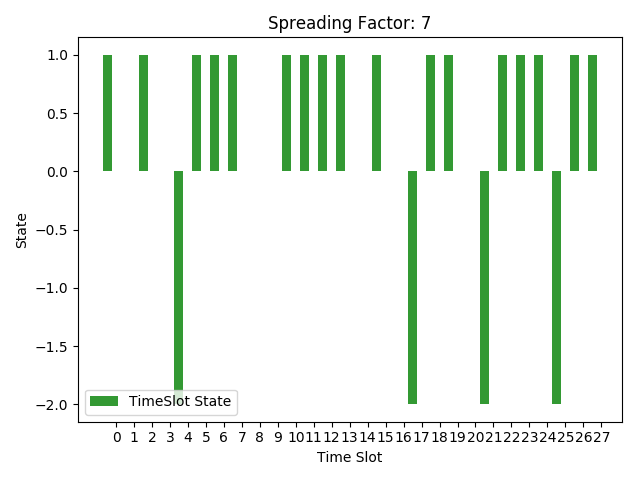 Spreading Factor: 7
1.0
0.5
0.0
−0.5
−1.0
−1.5
−2.0
State
TimeSlot State
0 1 2 3 4 5 6 7 8 9 10 11 12 13 14 15 16 17 18 19 20 21 22 23 24 25 26 27
Time Slot